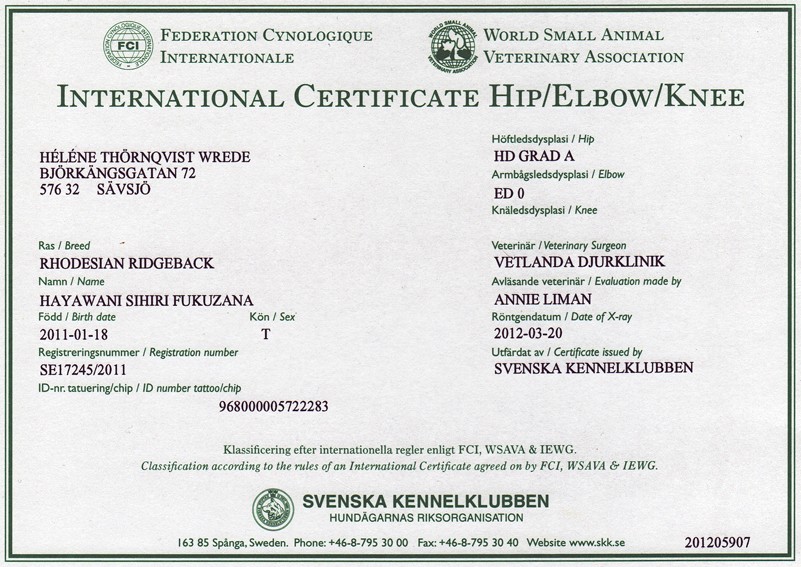 FEDERATION CYNOLOGIQUE
INTERNATIONALE
FCI
WORLD SMALL ANIMAL
VETERINARY ASSOCIATION
INTERNATIONAL CERTIFICATE HIP/ELBOW/KNEE
HÉLÉNE THÖRNQVIST WREDE
BJÖRKÄNGSGATAN 72
576 32 SÄVSJÖ
Höftledsdysplasi / Hip
HD GRAD A
Armbågsledsdysplasi / Elbow
ED 0
Knäledsdysplasi / Knee
Ras / Breed
RHODESIAN RIDGEBACK
Namn / Name
HAYAWANI SIHIRI FUKUZANA
Född / Birth date
Kön / Sex
2011-01-18
T
Registreringsnummer / Registration number
SE17245/2011
ID-nr. tatuering/chip / ID number tattoo/chip
968000005722283
Veterinär / Veterinary Surgeon
VETLANDA DJURKLINIK
Avläsande veterinär / Evaluation made by
ANNIE LIMAN
Röntgendatum / Date of X-ray
2012-03-20
Utfärdat av / Certificate issued by
SVENSKA KENNELKLUBBEN
Klassificering efter internationella regler enligt FCI, WSAVA & IEWG.
Classification according to the rules of an International Certificate agreed on by FCI, WSAVA & IEWG.
SVENSKA KENNELKLUBBEN
HUNDÄGARNAS RIKSORGANISATION
163 85 Spånga, Sweden. Phone: +46-8-795 30 00 Fax: +46-8-795 30 40 Website www.skk.se
201205907